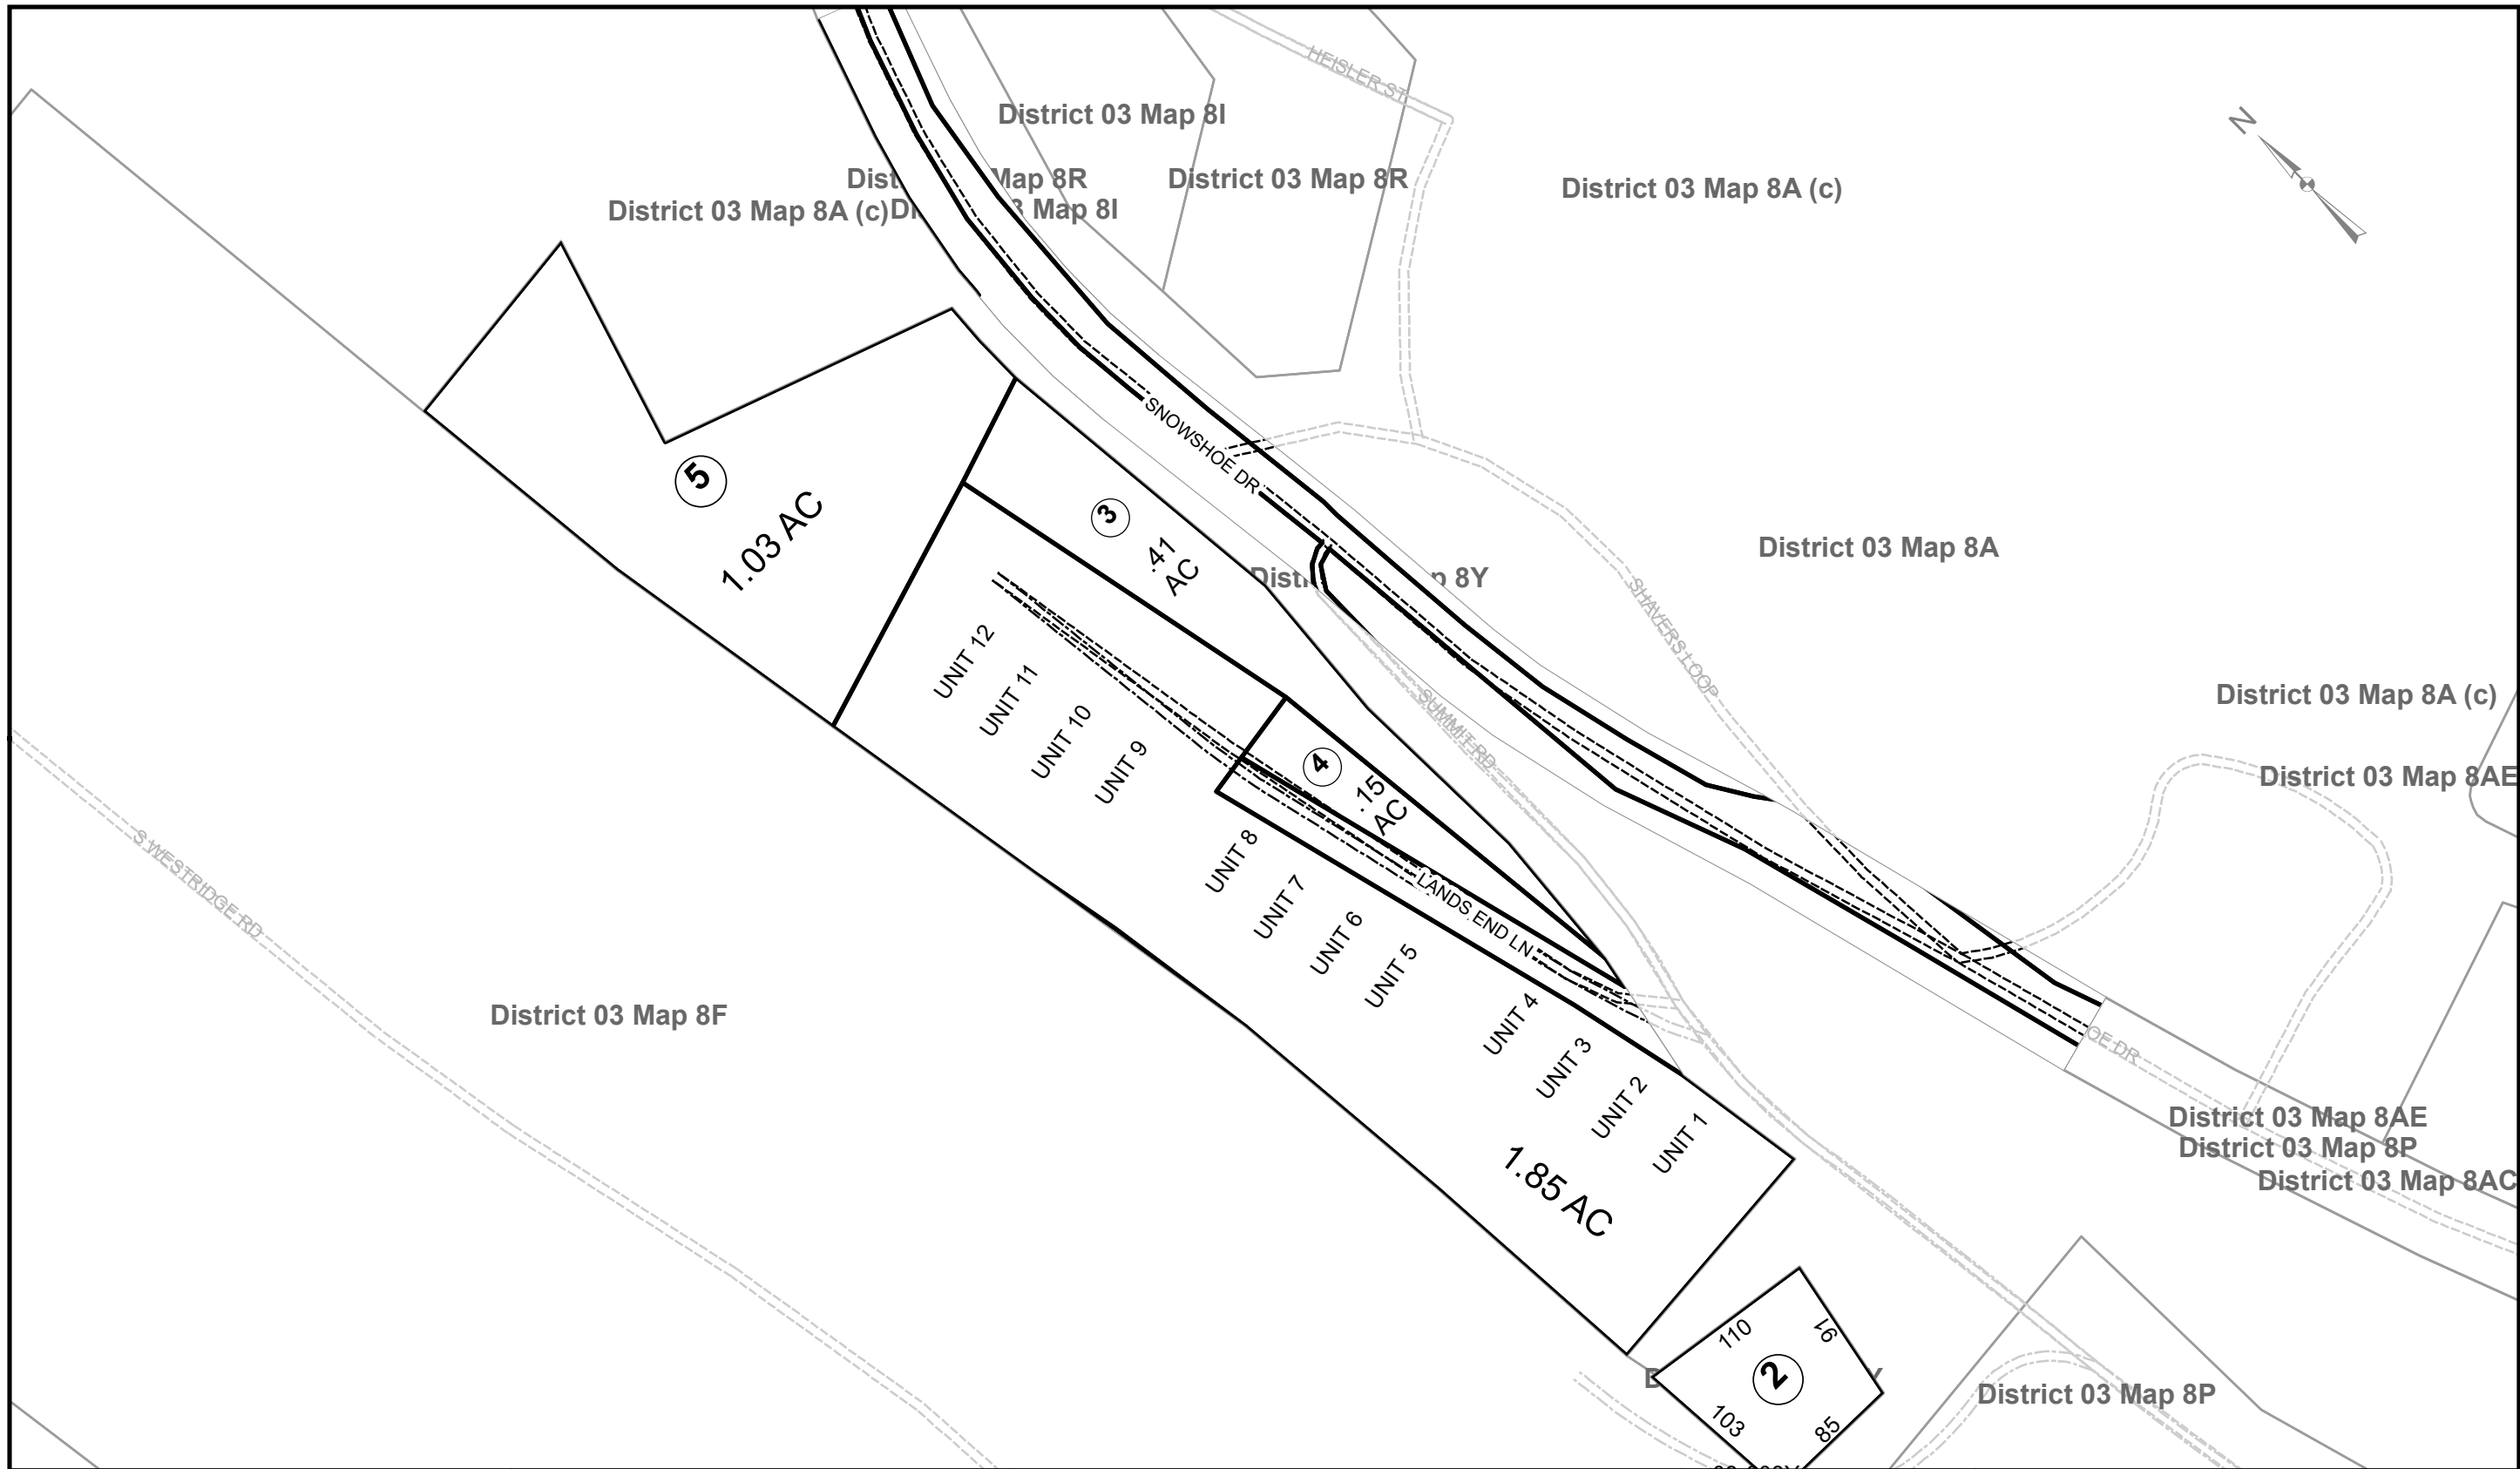 HEISLER ST
N
District 03 Map 8I
District 03 Map 8R
Map 8R
District 03 Map 8A (c)
District 03 Map 8A (c)
Map 8I
SNOWSHOE DR
5
1.03 AC
3
.41
AC
District 03 Map 8A
8Y
SHAVERS LOOP
SUMMIT RD
UNIT 12
UNIT 11
UNIT 10
UNIT 9
District 03 Map 8A (c)
District 03 Map 8AE
4
.15
AC
S WESTRIDGE RD
UNIT 8
UNIT 7
UNIT 6
UNIT 5
LANDS END LN
District 03 Map 8F
UNIT 4
UNIT 3
UNIT 2
UNIT 1
OE DR
1.85 AC
District 03 Map 8AE
District 03 Map 8P
District 03 Map 8AC
110
91
2
103
85
District 03 Map 8P